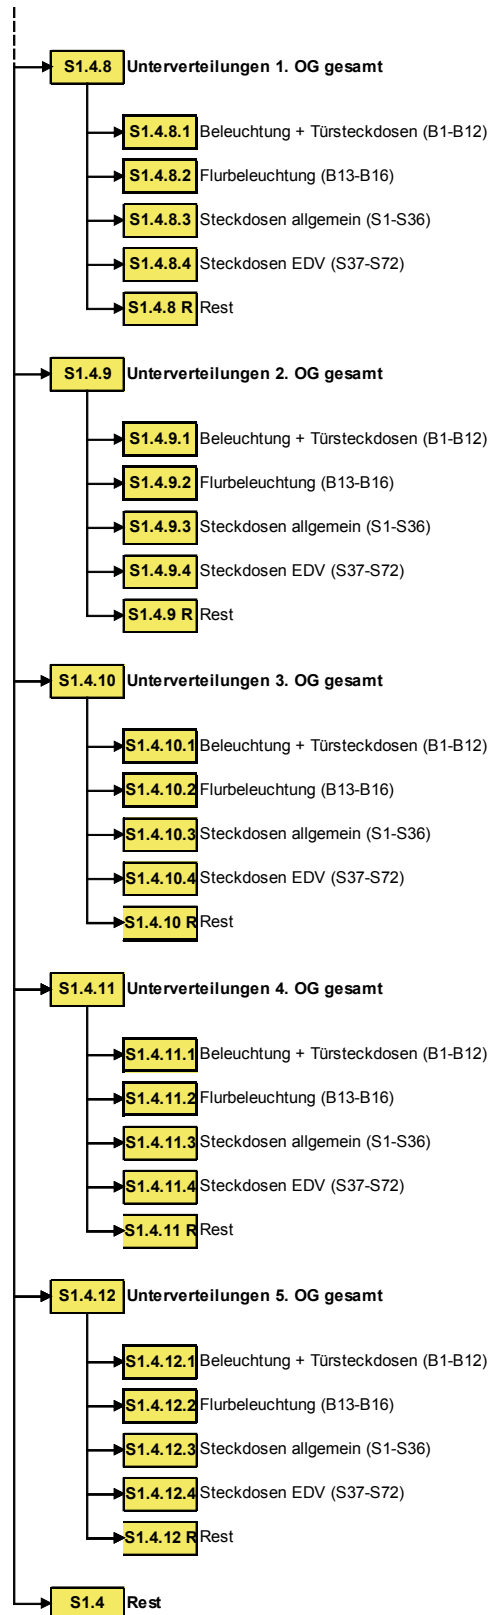 S1.4.8 Unterverteilungen 1. OG gesamt
S1.4.8.1 Beleuchtung + Türsteckdosen (B1-B12)
S1.4.8.2 Flurbeleuchtung (B13-B16)
S1.4.8.3 Steckdosen allgemein (S1-S36)
S1.4.8.4 Steckdosen EDV (S37-S72)
S1.4.8 R Rest
S1.4.9 Unterverteilungen 2. OG gesamt
S1.4.9.1 Beleuchtung + Türsteckdosen (B1-B12)
S1.4.9.2 Flurbeleuchtung (B13-B16)
S1.4.9.3 Steckdosen allgemein (S1-S36)
S1.4.9.4 Steckdosen EDV (S37-S72)
S1.4.9 R Rest
S1.4.10 Unterverteilungen 3. OG gesamt
S1.4.10.1 Beleuchtung + Türsteckdosen (B1-B12)
S1.4.10.2 Flurbeleuchtung (B13-B16)
S1.4.10.3 Steckdosen allgemein (S1-S36)
S1.4.10.4 Steckdosen EDV (S37-S72)
S1.4.10 R Rest
S1.4.11 Unterverteilungen 4. OG gesamt
S1.4.11.1 Beleuchtung + Türsteckdosen (B1-B12)
S1.4.11.2 Flurbeleuchtung (B13-B16)
S1.4.11.3 Steckdosen allgemein (S1-S36)
S1.4.11.4 Steckdosen EDV (S37-S72)
S1.4.11 R Rest
S1.4.12 Unterverteilungen 5. OG gesamt
S1.4.12.1 Beleuchtung + Türsteckdosen (B1-B12)
S1.4.12.2 Flurbeleuchtung (B13-B16)
S1.4.12.3 Steckdosen allgemein (S1-S36)
S1.4.12.4 Steckdosen EDV (S37-S72)
S1.4.12 R Rest
S1.4 Rest